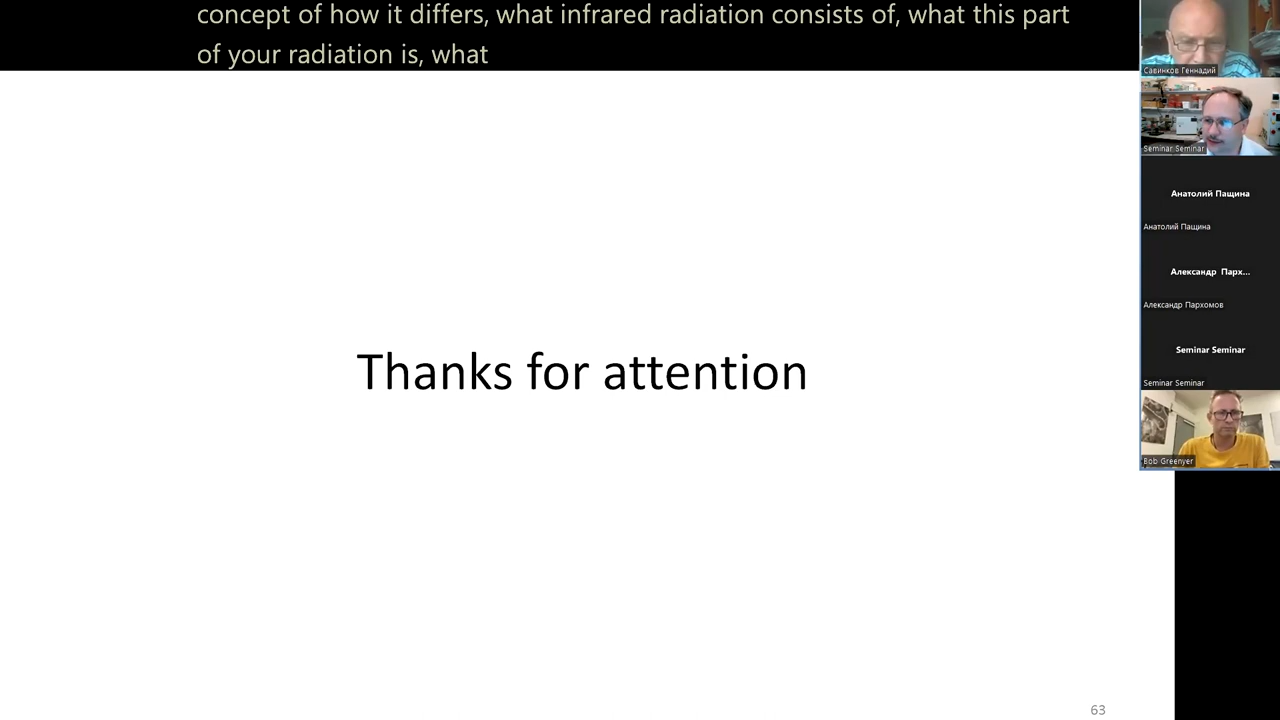 concept of how it differs, what infrared radiation consists of, what this part
of your radiation is, what
Савинков Геннадий
Seminar Seminar
Анатолий Пащина
Анатолий Пащина
Александр Парх...
Александр Пархомов
Seminar Seminar
Seminar Seminar
Bob Greenyer
Thanks for attention
63